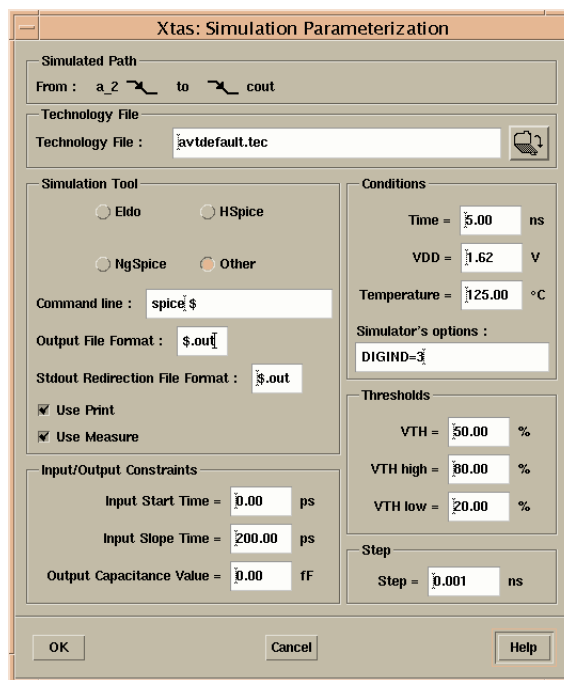 Xtas: Simulation Parameterization
Simulated Path
From : a_2 to cout
Technology File
Technology File : avtdefault.tec
Simulation Tool
Eldo HSpice
NgSpice Other
Command line : spice $
Output File Format : $.out
Stdout Redirection File Format : $.out
Use Print
Use Measure
Input/Output Constraints
Input Start Time = 0.00 ps
Input Slope Time = 200.00 ps
Output Capacitance Value = 0.00 fF
Conditions
Time = 5.00 ns
VDD = 1.62 V
Temperature = 125.00 °C
Simulator's options :
DIGIND=3
Thresholds
VTH = 50.00 %
VTH high = 80.00 %
VTH low = 20.00 %
Step
Step = 0.001 ns
OK Cancel Help